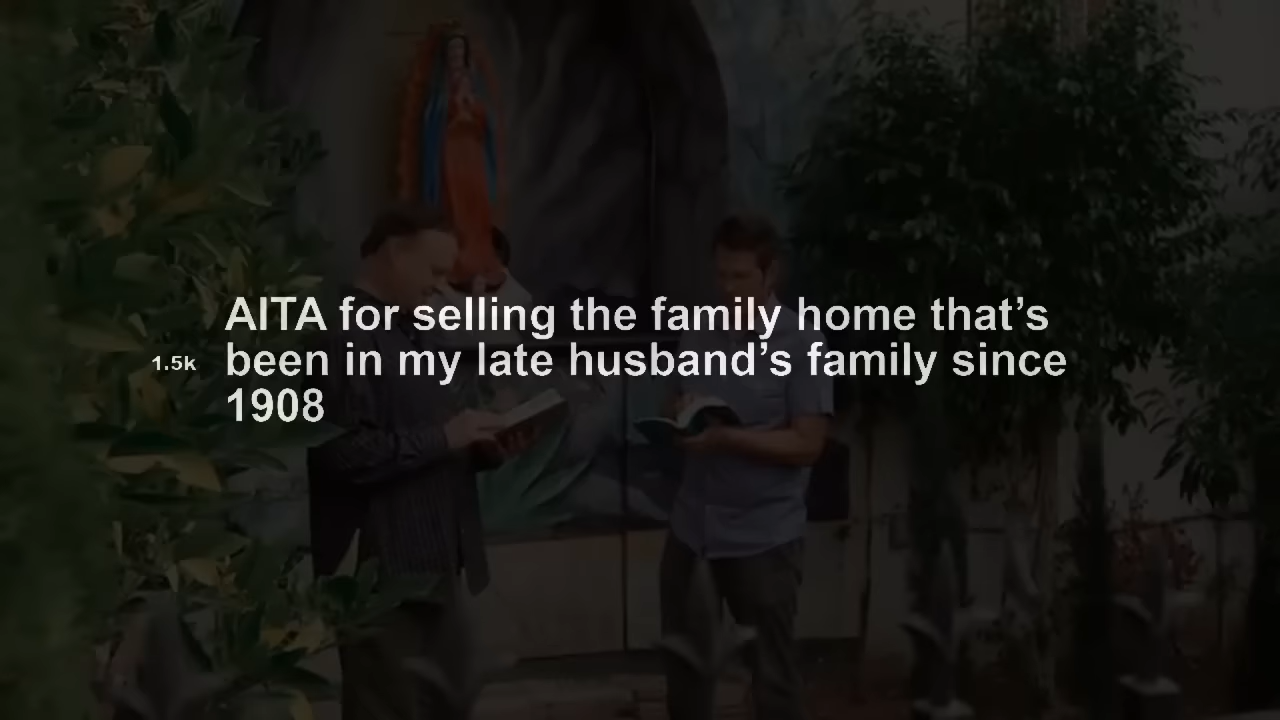 AITA for selling the family home that’s
1.5k been in my late husband’s family since
1908